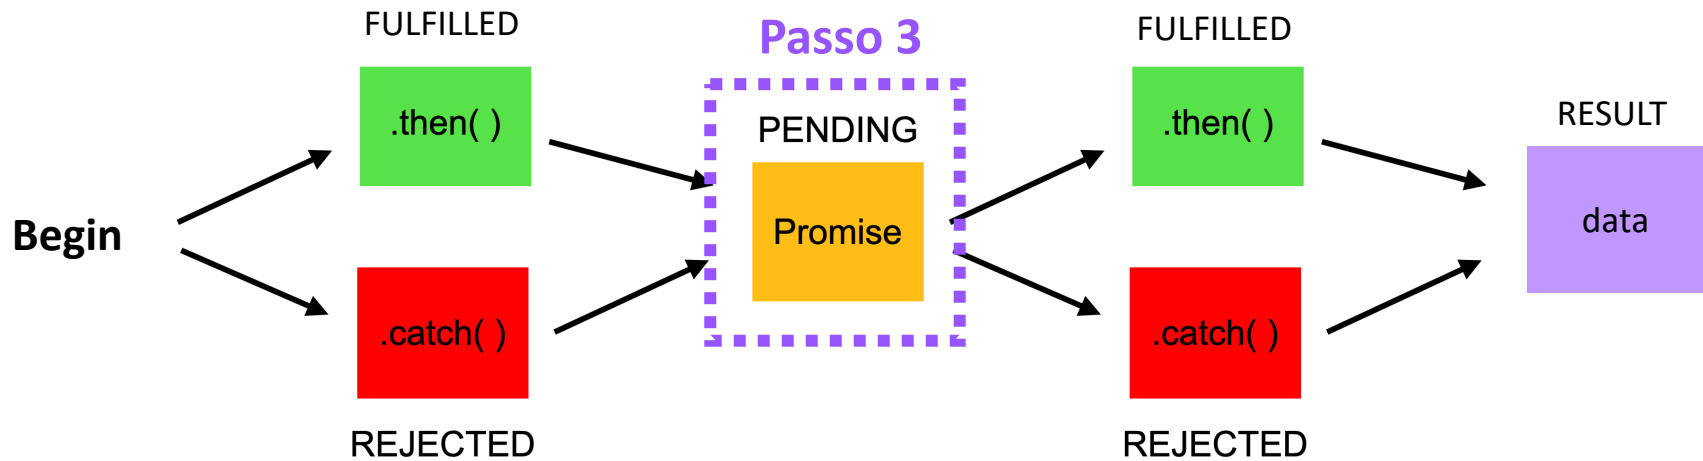 Begin
FULFILLED
.then( )
.catch( )
REJECTED
Passo 3
PENDING
Promise
FULFILLED
.then( )
.catch( )
REJECTED
RESULT
data